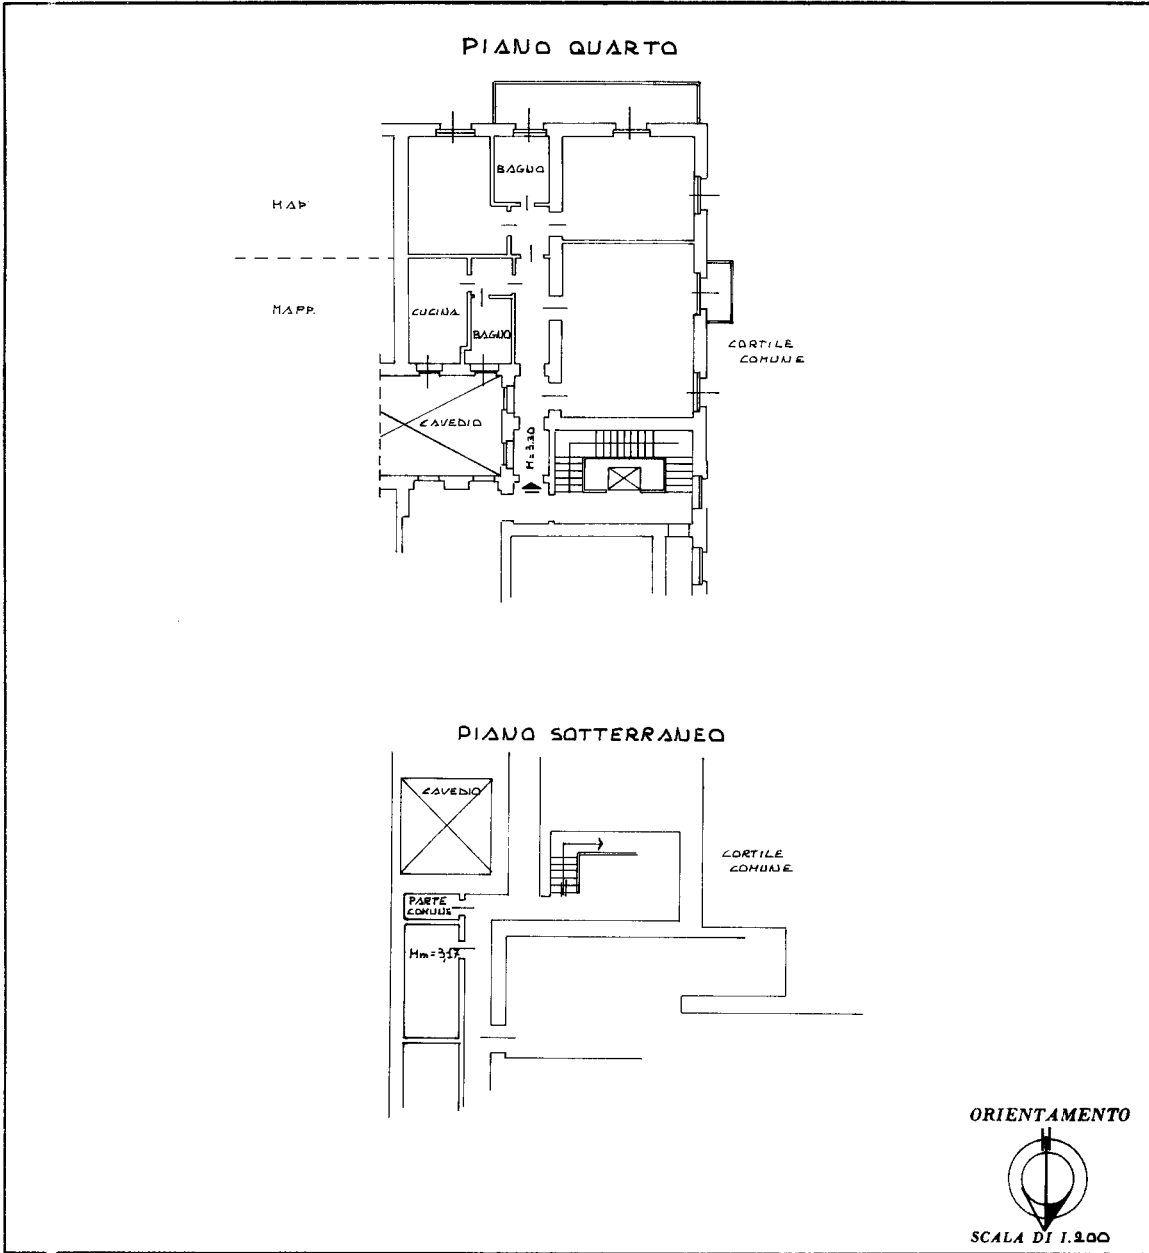 PIANO QUARTO
BAGNO
MAP
MAPP.
CUCINA
BAGNO
CORTILE
COMUNE
CAVEDIO
H=3.30
PIANO SOTTERRANEO
CAVEDIO
CORTILE
COMUNE
PARTE
COMUNE
Hm=3,17
ORIENTAMENTO
SCALA DI 1.200